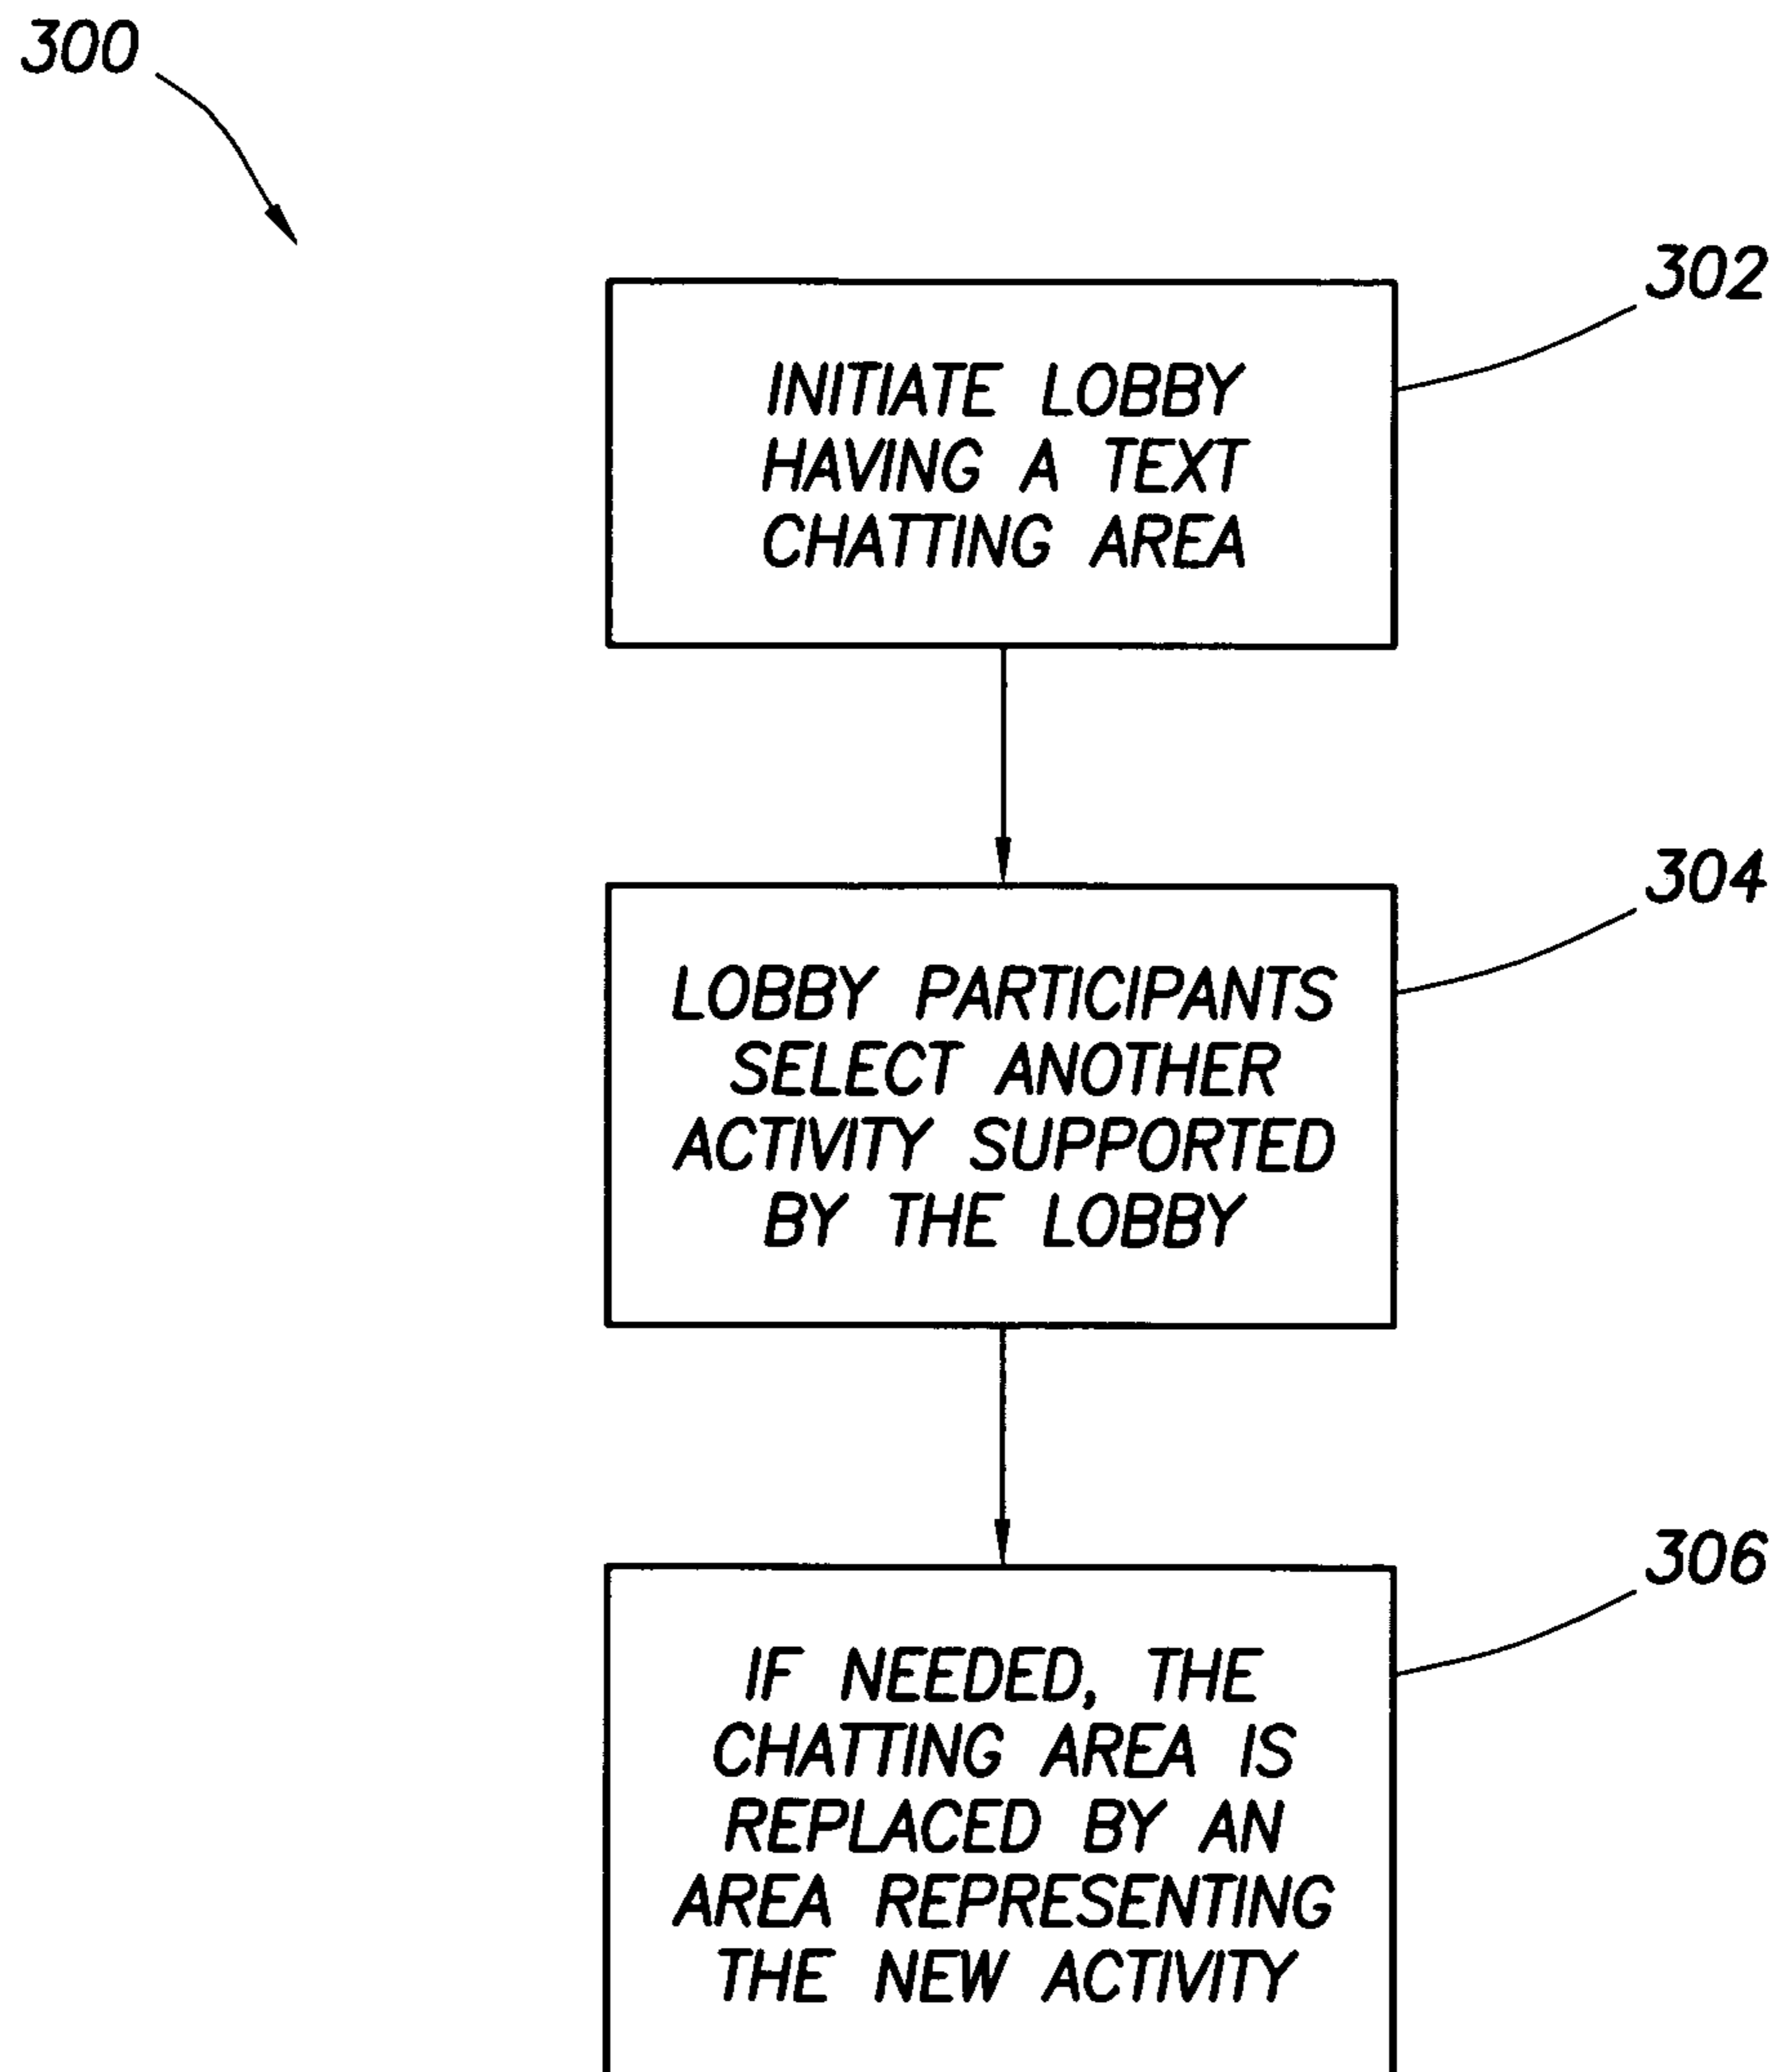 300
302
INITIATE LOBBY
HAVING A TEXT
CHATTING AREA
304
LOBBY PARTICIPANTS
SELECT ANOTHER
ACTIVITY SUPPORTED
BY THE LOBBY
306
IF NEEDED, THE
CHATTING AREA IS
REPLACED BY AN
AREA REPRESENTING
THE NEW ACTIVITY